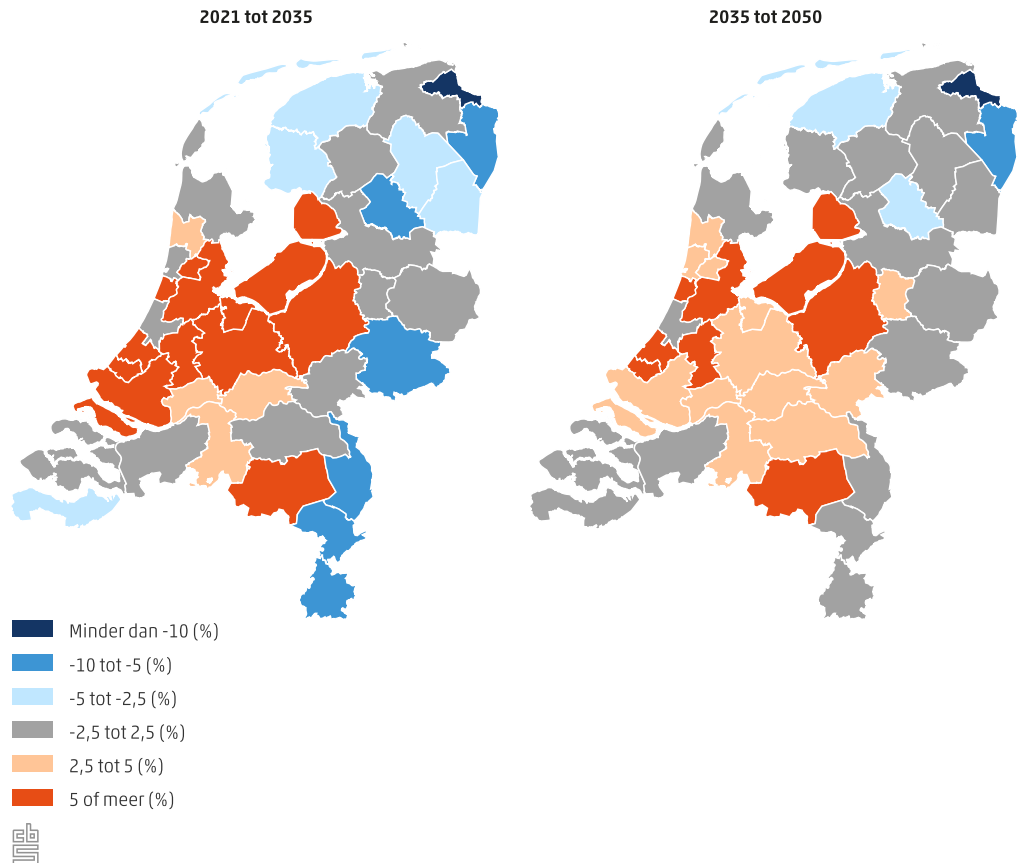 2021 tot 2035
2035 tot 2050
Minder dan -10 (%)
-10 tot -5 (%)
-5 tot -2,5 (%)
-2,5 tot 2,5 (%)
2,5 tot 5 (%)
5 of meer (%)
cb